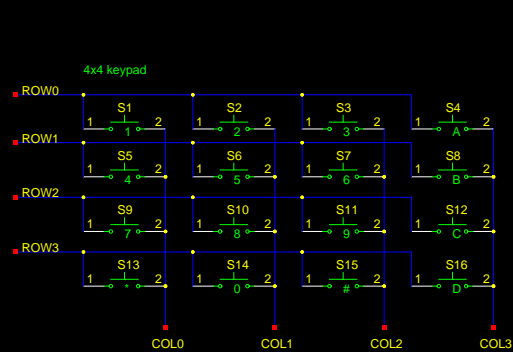 4x4 keypad
ROW0
S1 S2 S3 S4
1 2 1 2 1 2 1 2
1 2 3 A
ROW1
S5 S6 S7 S8
1 2 1 2 1 2 1 2
4 5 6 B
ROW2
S9 S10 S11 S12
1 2 1 2 1 2 1 2
7 8 9 C
ROW3
S13 S14 S15 S16
1 2 1 2 1 2 1 2
* 0 # D
COL0 COL1 COL2 COL3